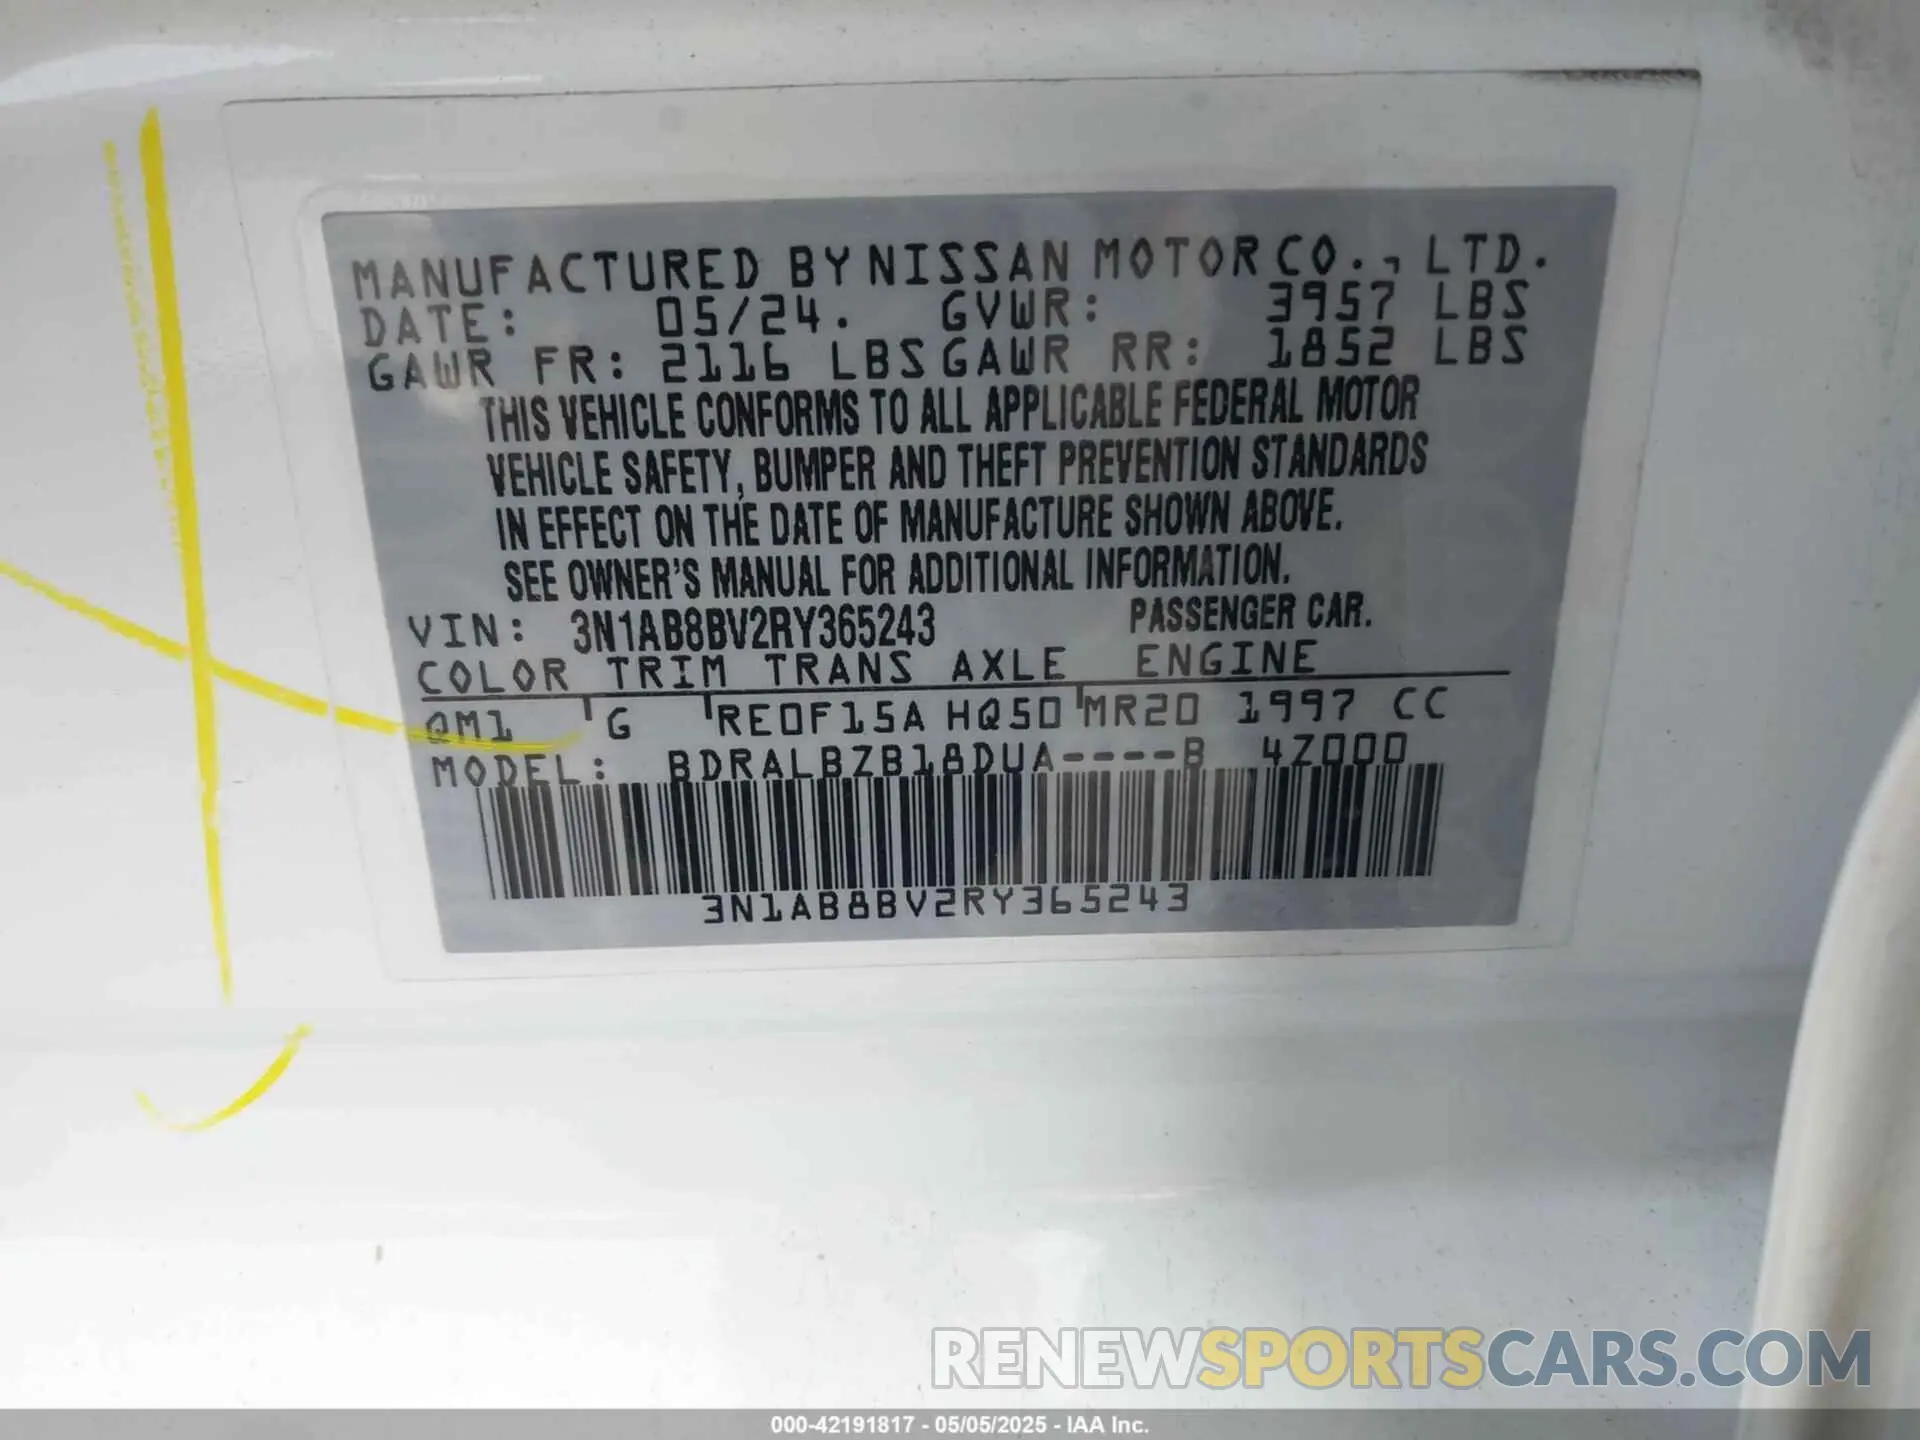 MANUFACTURED BY NISSAN MOTOR CO., LTD.
DATE: 05/24. GVWR: 3957 LBS
GAWR FR: 2116 LBS GAWR RR: 1852 LBS
THIS VEHICLE CONFORMS TO ALL APPLICABLE FEDERAL MOTOR
VEHICLE SAFETY, BUMPER AND THEFT PREVENTION STANDARDS
IN EFFECT ON THE DATE OF MANUFACTURE SHOWN ABOVE.
SEE OWNER'S MANUAL FOR ADDITIONAL INFORMATION.
VIN: 3N1AB8BV2RY365243 PASSENGER CAR.
COLOR TRIM TRANS AXLE ENGINE
QM1 G RE0F15A HQ50 MR20 1997 CC
MODEL: BDRALBZB18DUA----B 4Z000
3N1AB8BV2RY365243
RENEWSPORTSCARS.COM
000-42191817 - 05/05/2025 - IAA Inc.